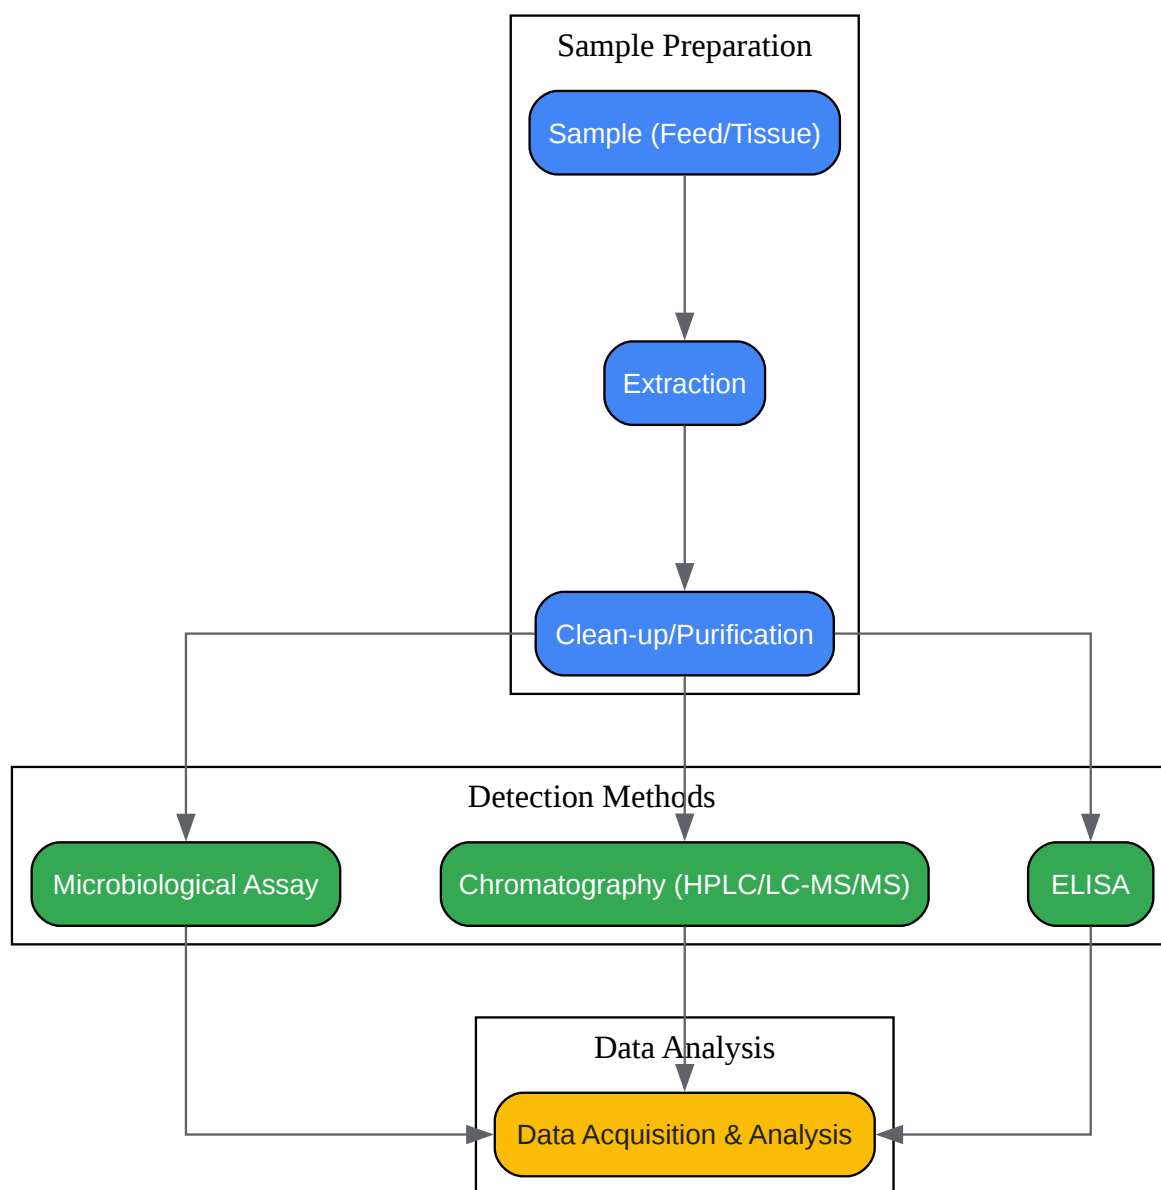 Sample Preparation
Sample (Feed/Tissue)
Extraction
Clean-up/Purification
Detection Methods
Microbiological Assay
Chromatography (HPLC/LC-MS/MS)
ELISA
Data Analysis
Data Acquisition & Analysis